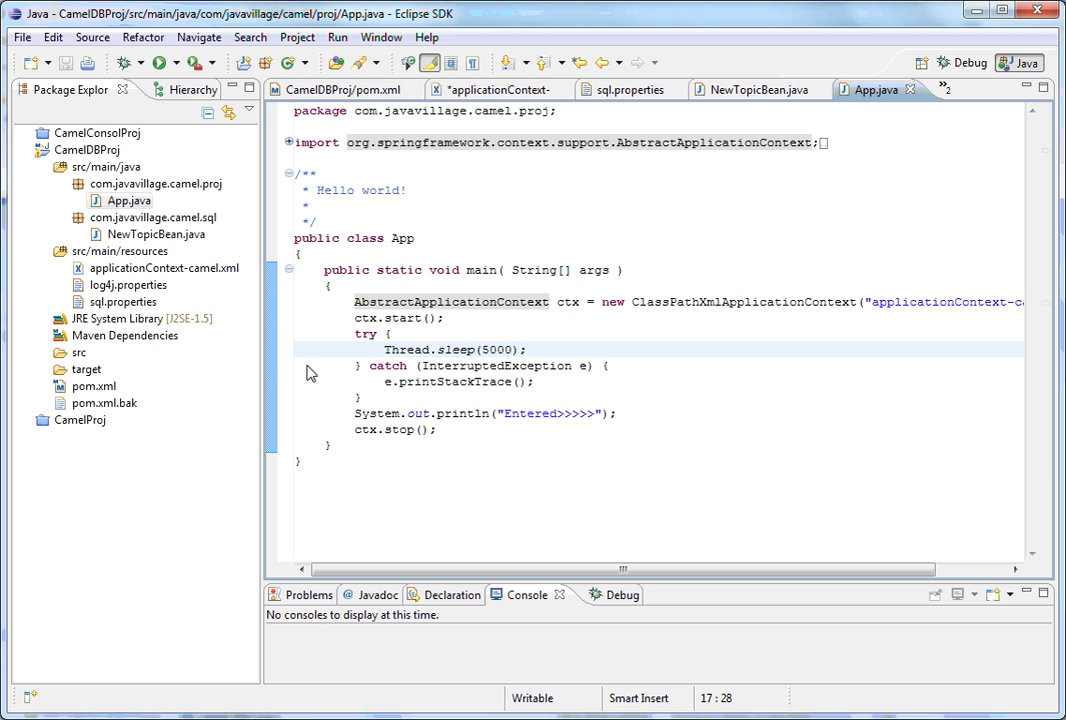 Java - CamelDBProj/src/main/java/com/javavillage/camel/proj/App.java - Eclipse SDK
File Edit Source Refactor Navigate Search Project Run Window Help
Debug Java
Package Explor Hierarchy
CamelDBProj/pom.xml *applicationContext- sql.properties NewTopicBean.java App.java »2
CamelConsolProj
CamelDBProj
src/main/java
com.javavillage.camel.proj
App.java
com.javavillage.camel.sql
NewTopicBean.java
src/main/resources
applicationContext-camel.xml
log4j.properties
sql.properties
JRE System Library [J2SE-1.5]
Maven Dependencies
src
target
pom.xml
pom.xml.bak
CamelProj
package com.javavillage.camel.proj;
import org.springframework.context.support.AbstractApplicationContext;
/**
* Hello world!
*
*/
public class App
{
public static void main( String[] args )
{
AbstractApplicationContext ctx = new ClassPathXmlApplicationContext("applicationContext-ca
ctx.start();
try {
Thread.sleep(5000);
} catch (InterruptedException e) {
e.printStackTrace();
}
System.out.println("Entered>>>>>");
ctx.stop();
}
}
Problems Javadoc Declaration Console Debug
No consoles to display at this time.
Writable Smart Insert 17 : 28